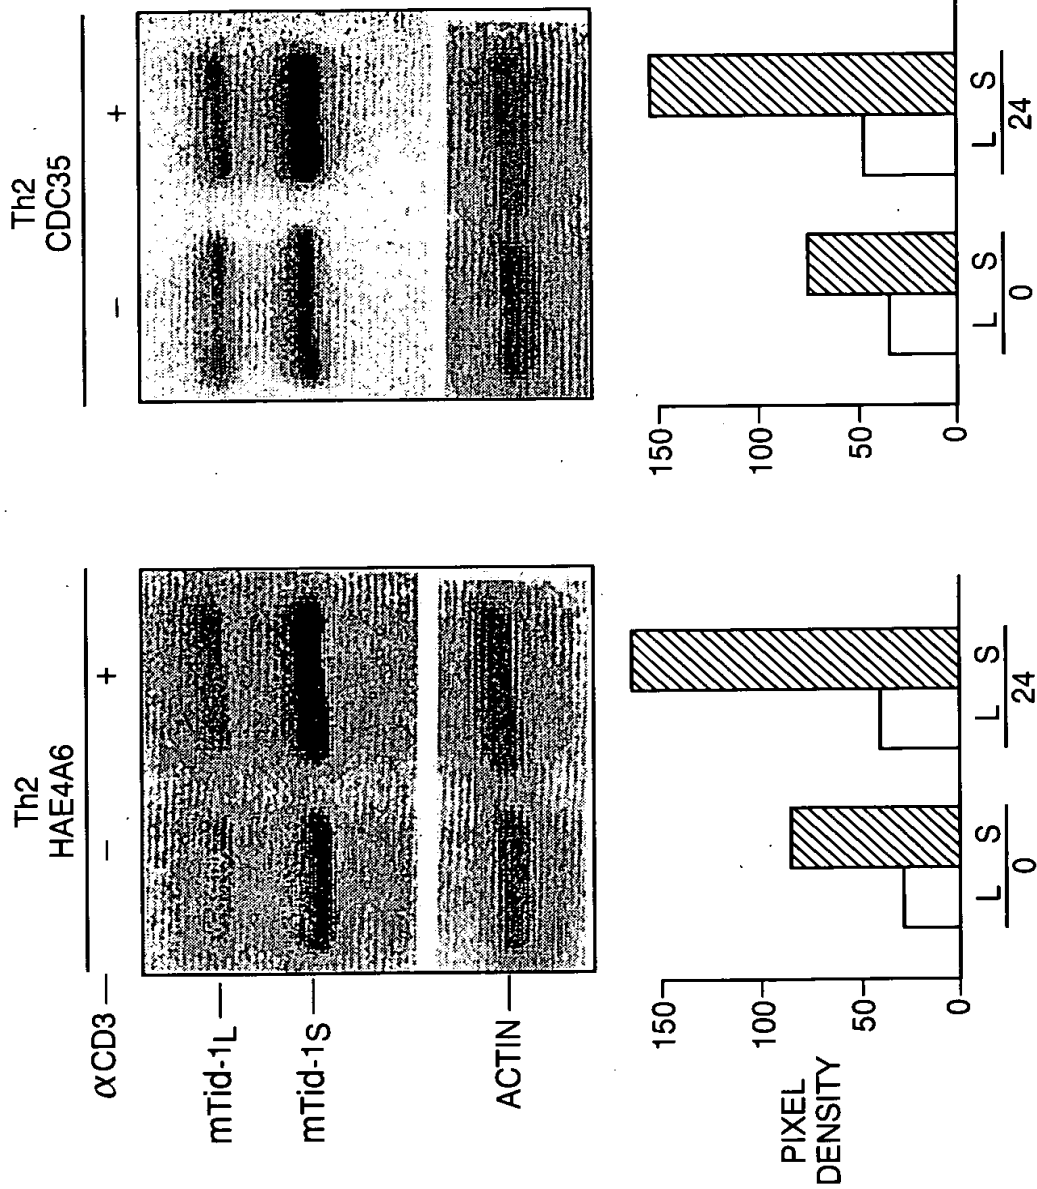 Th2
HAE4A6
Th2
CDC35
αCD3
−
+
−
+
mTid-1L
mTid-1S
ACTIN
PIXEL
DENSITY
150
100
50
0
L S
0
L S
24
150
100
50
0
L S
0
L S
24